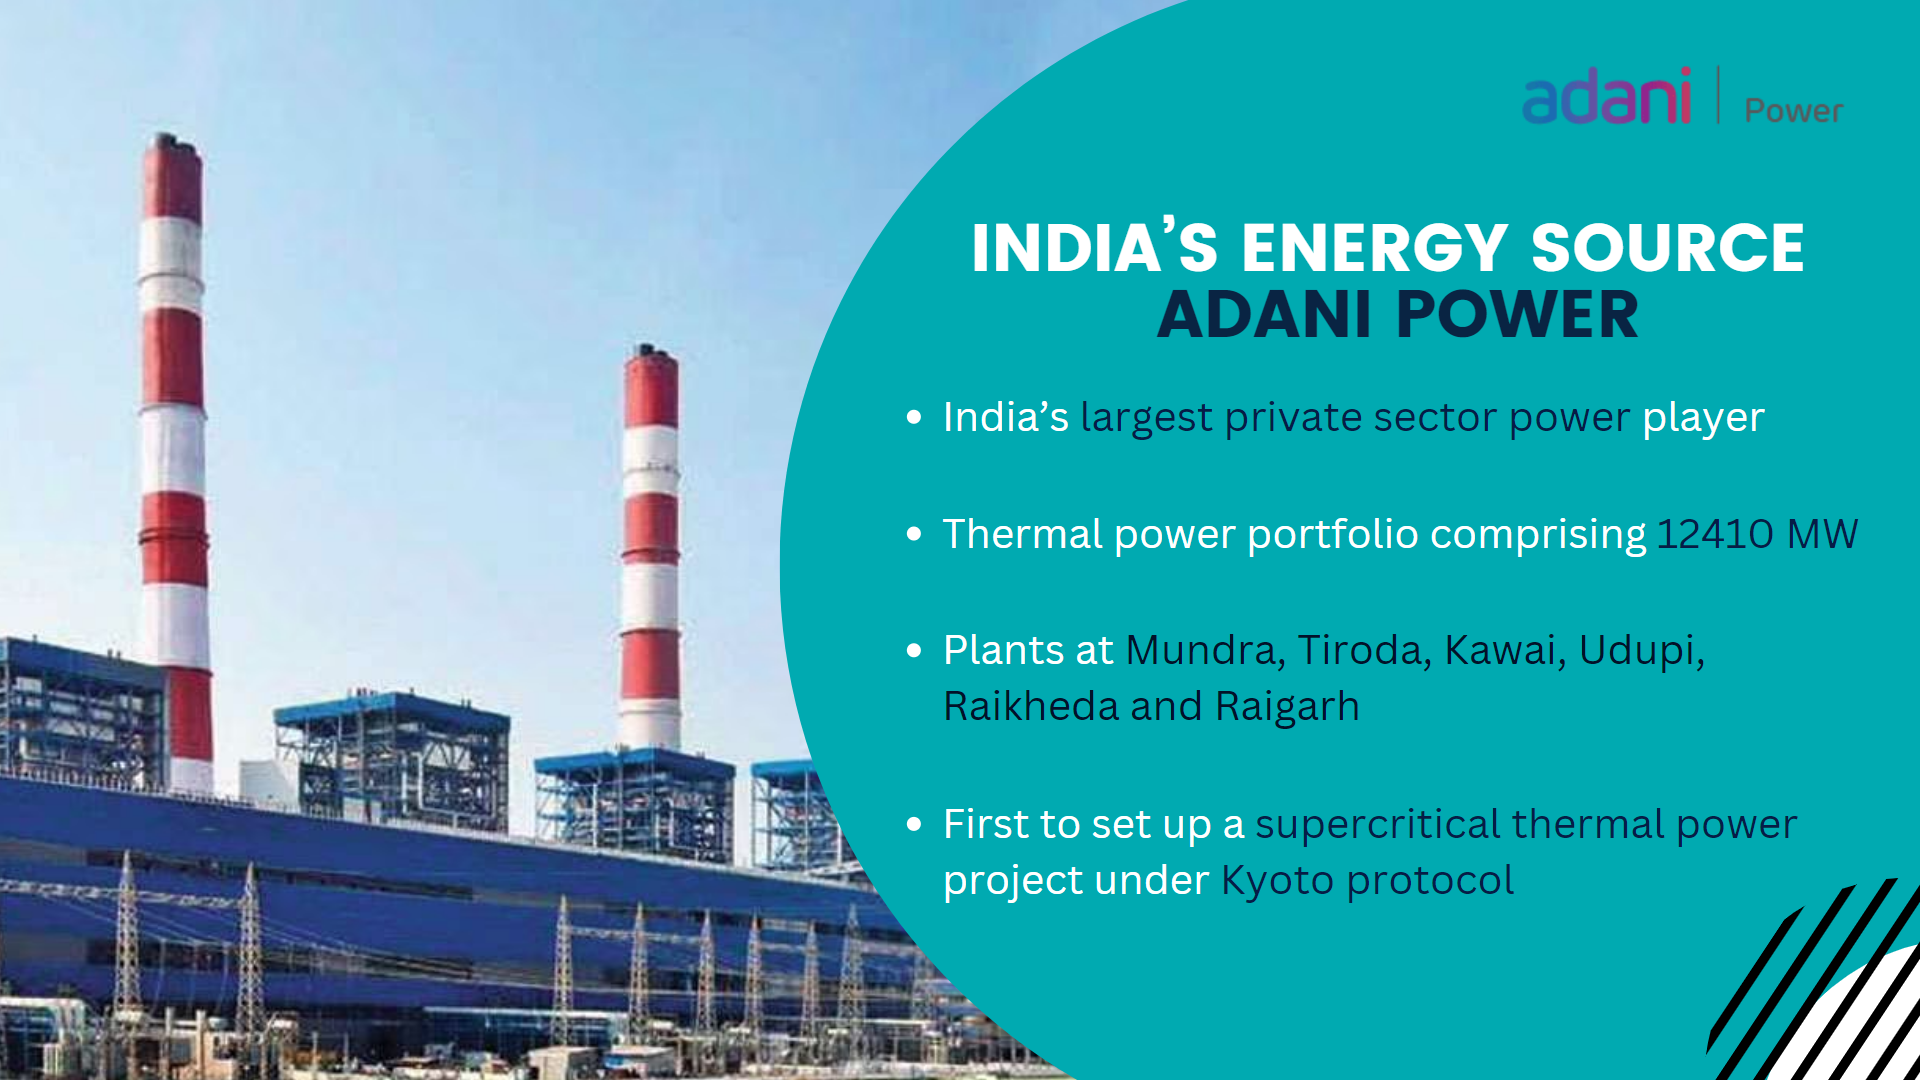 adani | Power
INDIA’S ENERGY SOURCE
ADANI POWER
• India’s largest private sector power player
• Thermal power portfolio comprising 12410 MW
• Plants at Mundra, Tiroda, Kawai, Udupi,
Raikheda and Raigarh
• First to set up a supercritical thermal power
project under Kyoto protocol